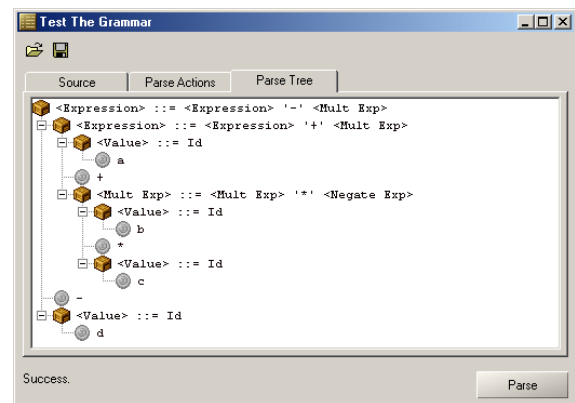 Test The Grammar
Source Parse Actions Parse Tree
<Expression> ::= <Expression> '-' <Mult Exp>
<Expression> ::= <Expression> '+' <Mult Exp>
<Value> ::= Id
a
+
<Mult Exp> ::= <Mult Exp> '*' <Negate Exp>
<Value> ::= Id
b
*
<Value> ::= Id
c
-
<Value> ::= Id
d
Success.
Parse